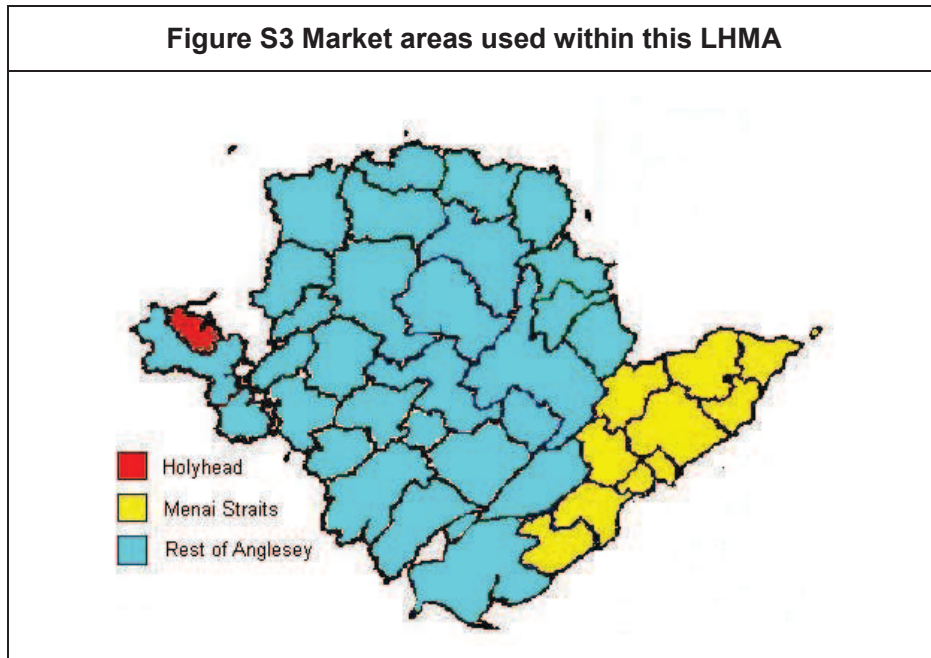 Figure S3 Market areas used within this LHMA
Holyhead
Menai Straits
Rest of Anglesey